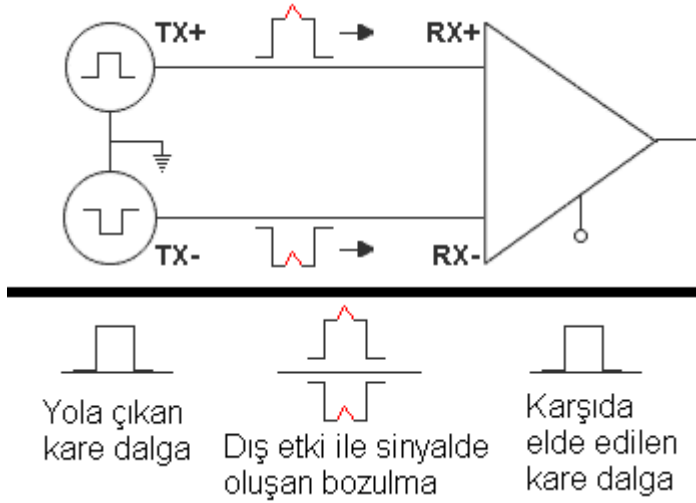 TX+
RX+
TX-
RX-
Yola çıkan
kare dalga
Dış etki ile sinyalde
oluşan bozulma
Karşıda
elde edilen
kare dalga